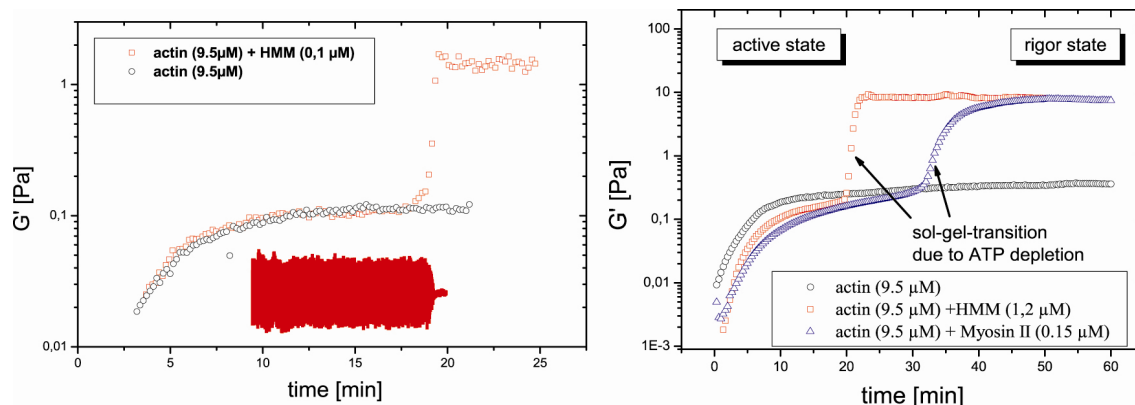 actin (9.5μM) + HMM (0,1 μM)
actin (9.5μM)
G' [Pa]
1
0,1
0,01
0
5
10
15
20
25
time [min]
active state
rigor state
G' [Pa]
100
10
1
0,1
0,01
1E-3
sol-gel-transition
due to ATP depletion
actin (9.5 μM)
actin (9.5 μM) +HMM (1,2 μM)
actin (9.5 μM) + Myosin II (0.15 μM)
0
10
20
30
40
50
60
time [min]